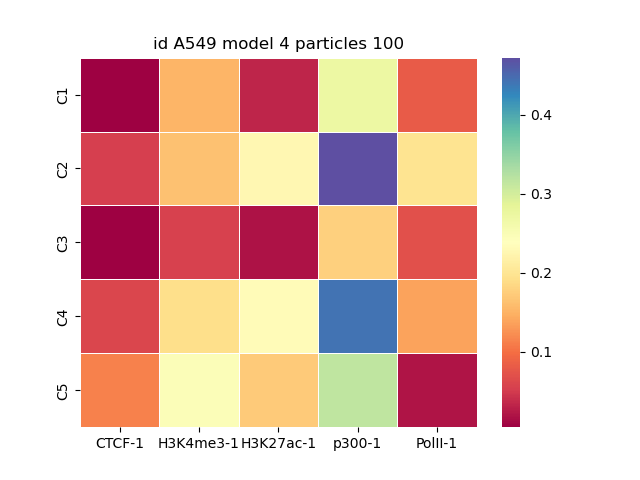 id A549 model 4 particles 100
C1
C2
C3
C4
C5
CTCF-1 H3K4me3-1 H3K27ac-1 p300-1 PolII-1
0.4
0.3
0.2
0.1